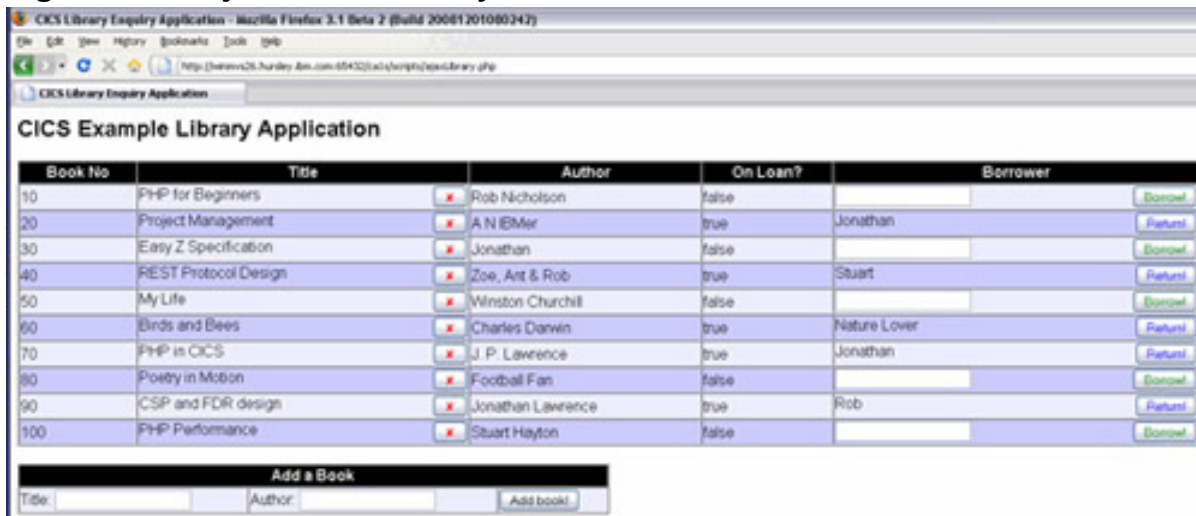 CICS Library Enquiry Application - Mozilla Firefox 3.1 Beta 2 (Build 20081201080242)
File Edit View History Bookmarks Tools Help
CICS Library Enquiry Application
CICS Example Library Application
Book No Title Author On Loan? Borrower
10 PHP for Beginners x Rob Nicholson false Borrow!
20 Project Management x A N IBMer true Jonathan Return!
30 Easy Z Specification x Jonathan false Borrow!
40 REST Protocol Design x Zoe, Ant & Rob true Stuart Return!
50 My Life x Winston Churchill false Borrow!
60 Birds and Bees x Charles Darwin true Nature Lover Return!
70 PHP in CICS x J. P. Lawrence true Jonathan Return!
80 Poetry in Motion x Football Fan false Borrow!
90 CSP and FDR design x Jonathan Lawrence true Rob Return!
100 PHP Performance x Stuart Hayton false Borrow!
Add a Book
Title: Author: Add book!